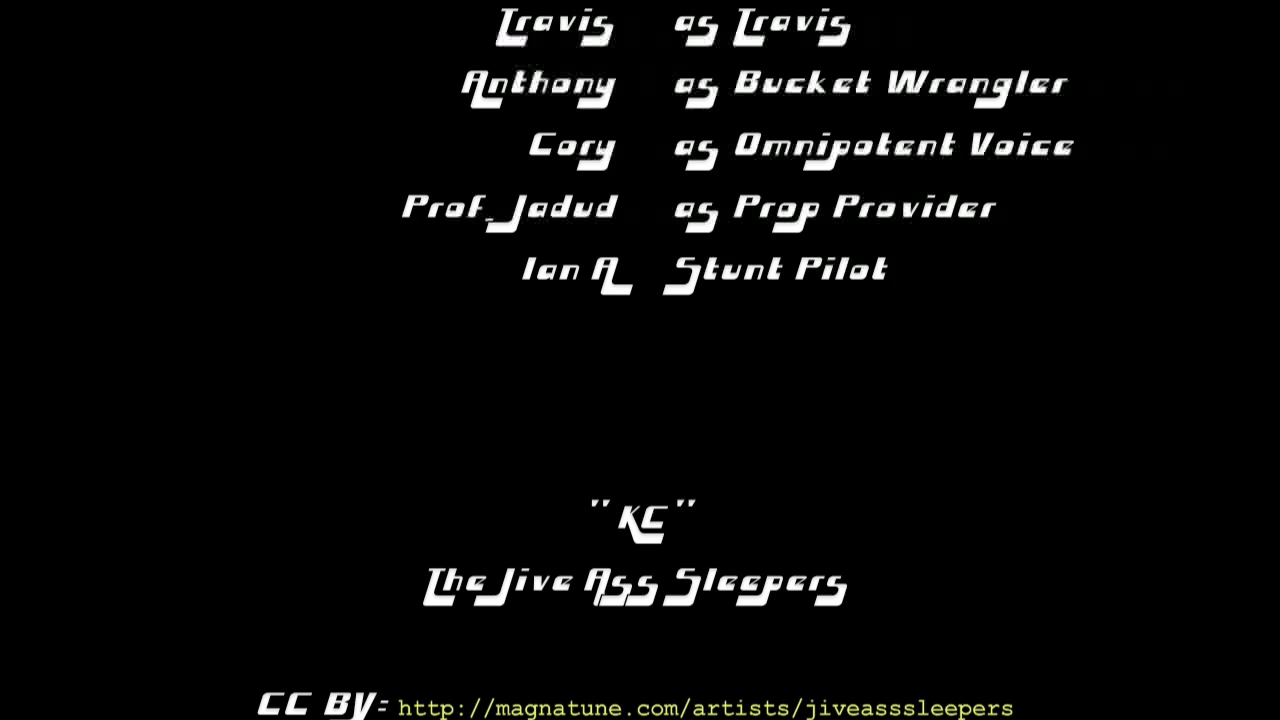 Travis as Travis
Anthony as Bucket Wrangler
Cory as Omnipotent Voice
Prof. Jadud as Prop Provider
Ian A Stunt Pilot
"KC"
The Jive Ass Sleepers
CC BY: http://magnatune.com/artists/jiveasssleepers